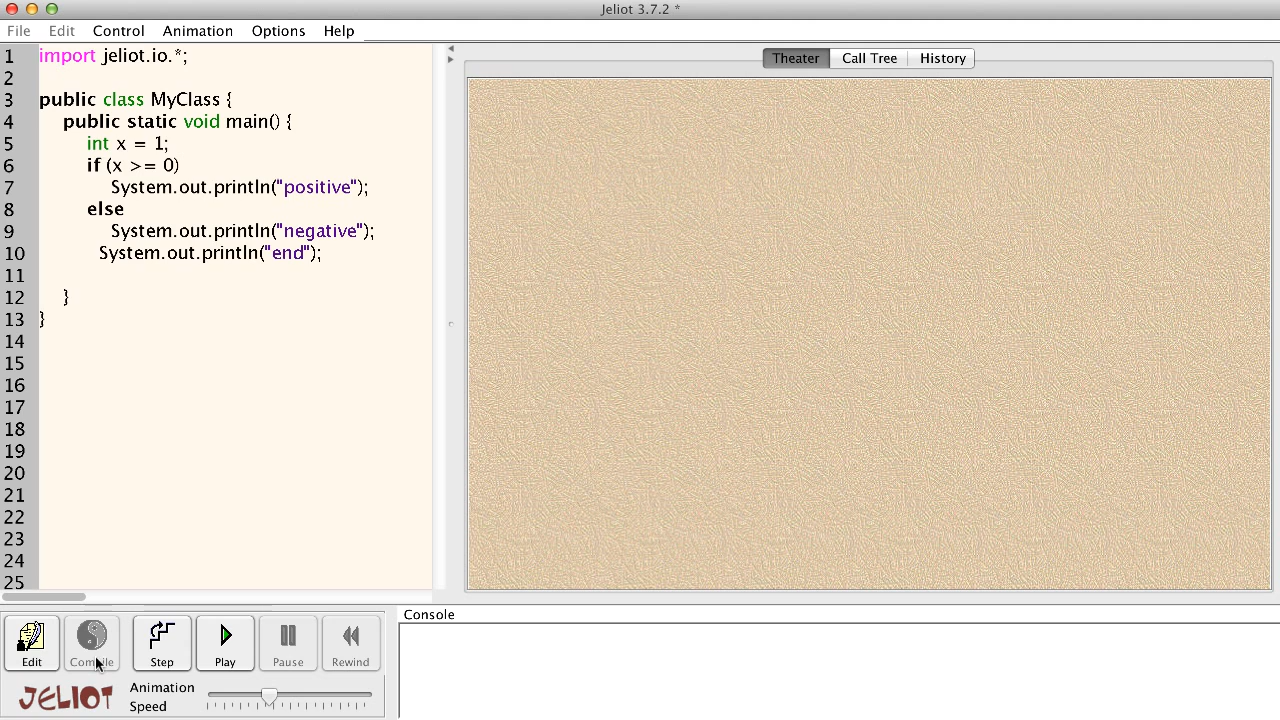 Jeliot 3.7.2 *
File Edit Control Animation Options Help
1 import jeliot.io.*;
2
3 public class MyClass {
4 public static void main() {
5 int x = 1;
6 if (x >= 0)
7 System.out.println("positive");
8 else
9 System.out.println("negative");
10 System.out.println("end");
11
12 }
13 }
14
15
16
17
18
19
20
21
22
23
24
25
Theater Call Tree History
Edit Compile Step Play Pause Rewind
JELIOT Animation Speed
Console